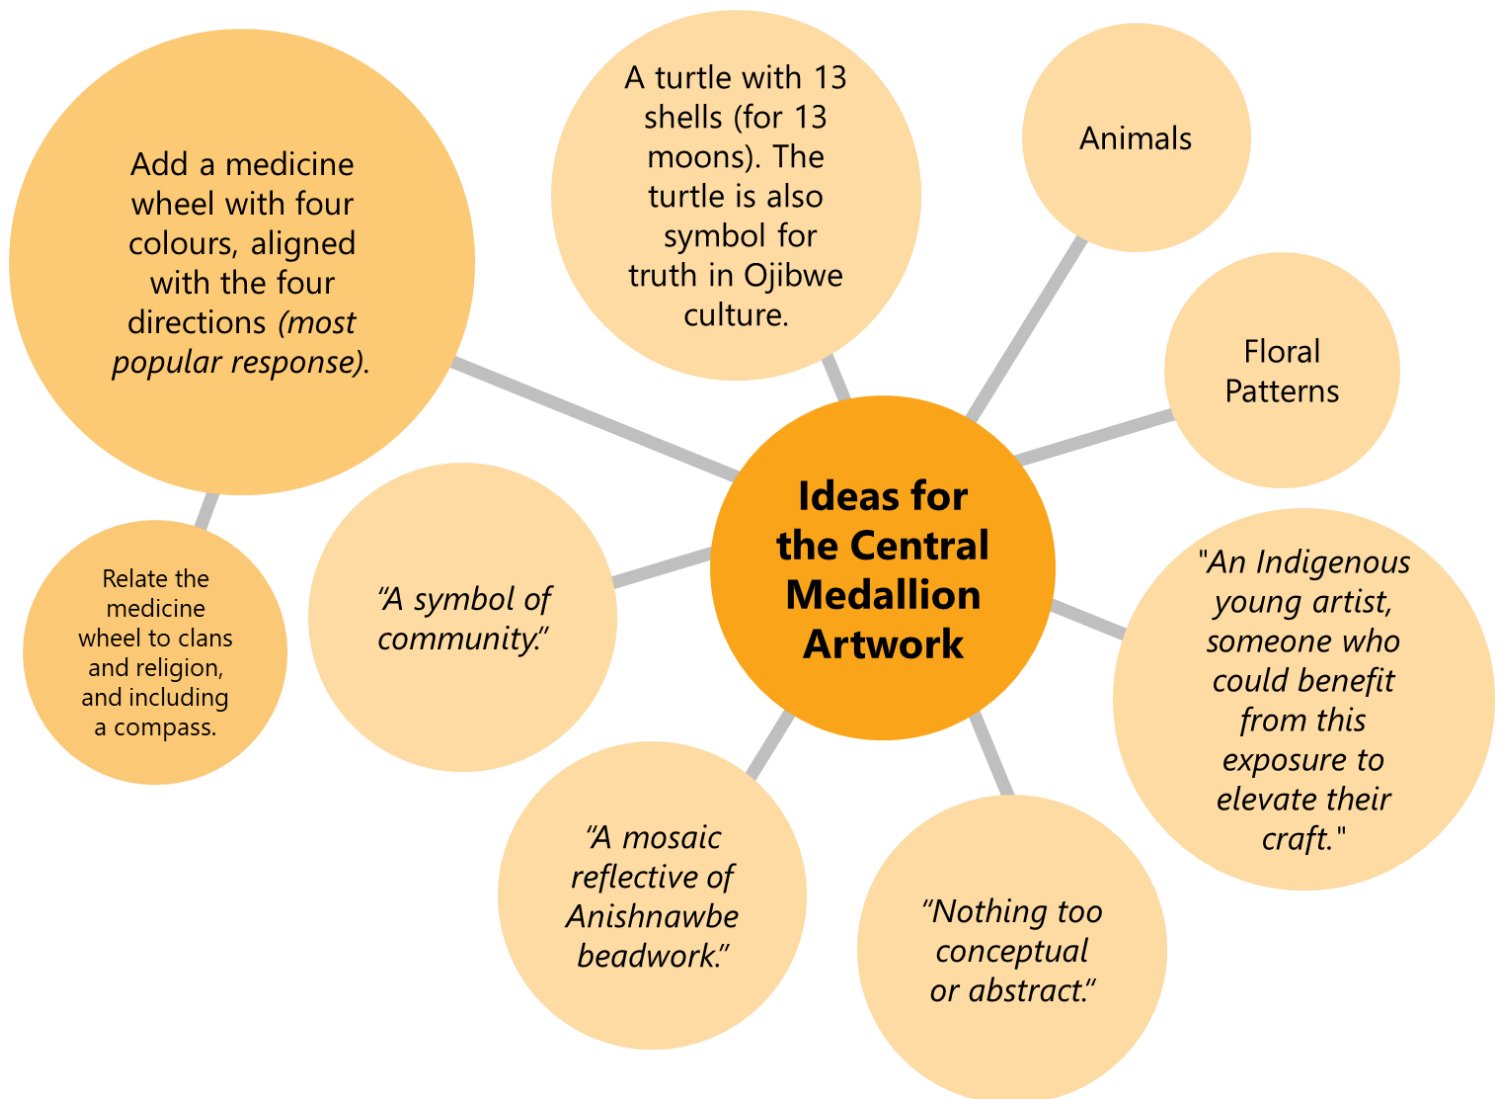 Add a medicine
wheel with four
colours, aligned
with the four
directions (most
popular response).
A turtle with 13
shells (for 13
moons). The
turtle is also
symbol for
truth in Ojibwe
culture.
Animals
Floral
Patterns
Ideas for
the Central
Medallion
Artwork
Relate the
medicine
wheel to clans
and religion,
and including
a compass.
“A symbol of
community.”
"An Indigenous
young artist,
someone who
could benefit
from this
exposure to
elevate their
craft."
“A mosaic
reflective of
Anishnawbe
beadwork.”
“Nothing too
conceptual
or abstract.“